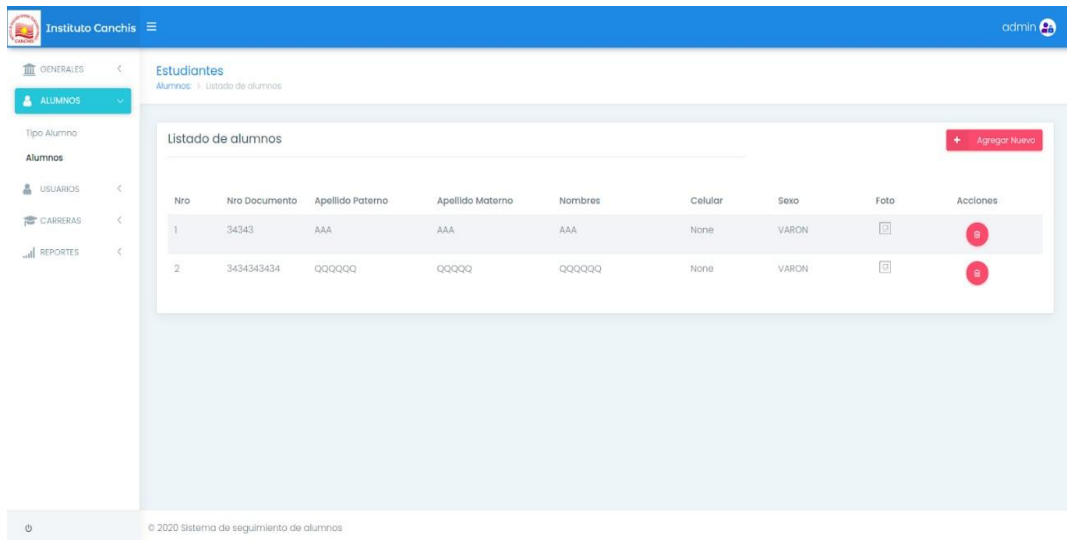 Instituto Canchis
admin
GENERALES
ALUMNOS
Tipo Alumno
Alumnos
USUARIOS
CARRERAS
REPORTES
Estudiantes
Alumnos: > Listado de alumnos
Listado de alumnos
+ Agregar Nuevo
Nro Nro Documento Apellido Paterno Apellido Materno Nombres Celular Sexo Foto Acciones
1 34343 AAA AAA AAA None VARON
2 3434343434 QQQQQQ QQQQQ QQQQQQ None VARON
© 2020 Sistema de seguimiento de alumnos